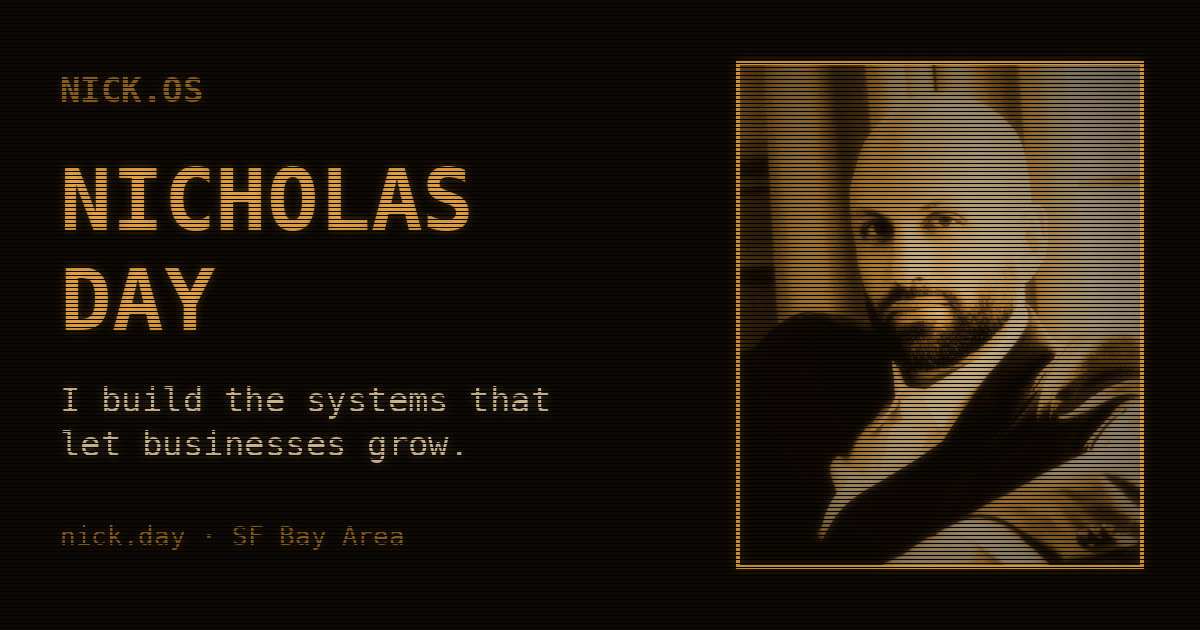 NICK.OS
NICHOLAS
DAY
I build the systems that
let businesses grow.
nick.day · SF Bay Area